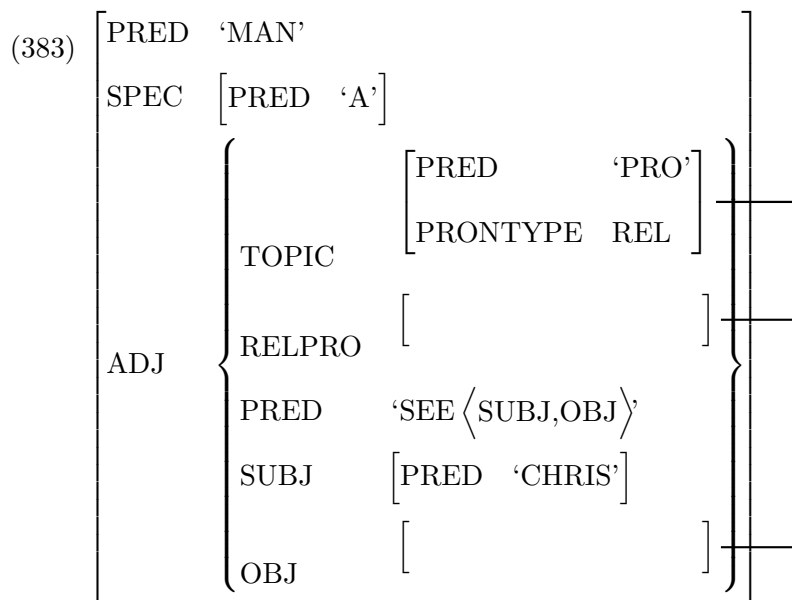 (383)
PRED ‘MAN’
SPEC [PRED ‘A’]
PRED ‘PRO’
PRONTYPE REL
TOPIC
RELPRO [ ]
ADJ
PRED ‘SEE⟨SUBJ,OBJ⟩’
SUBJ [PRED ‘CHRIS’]
OBJ [ ]